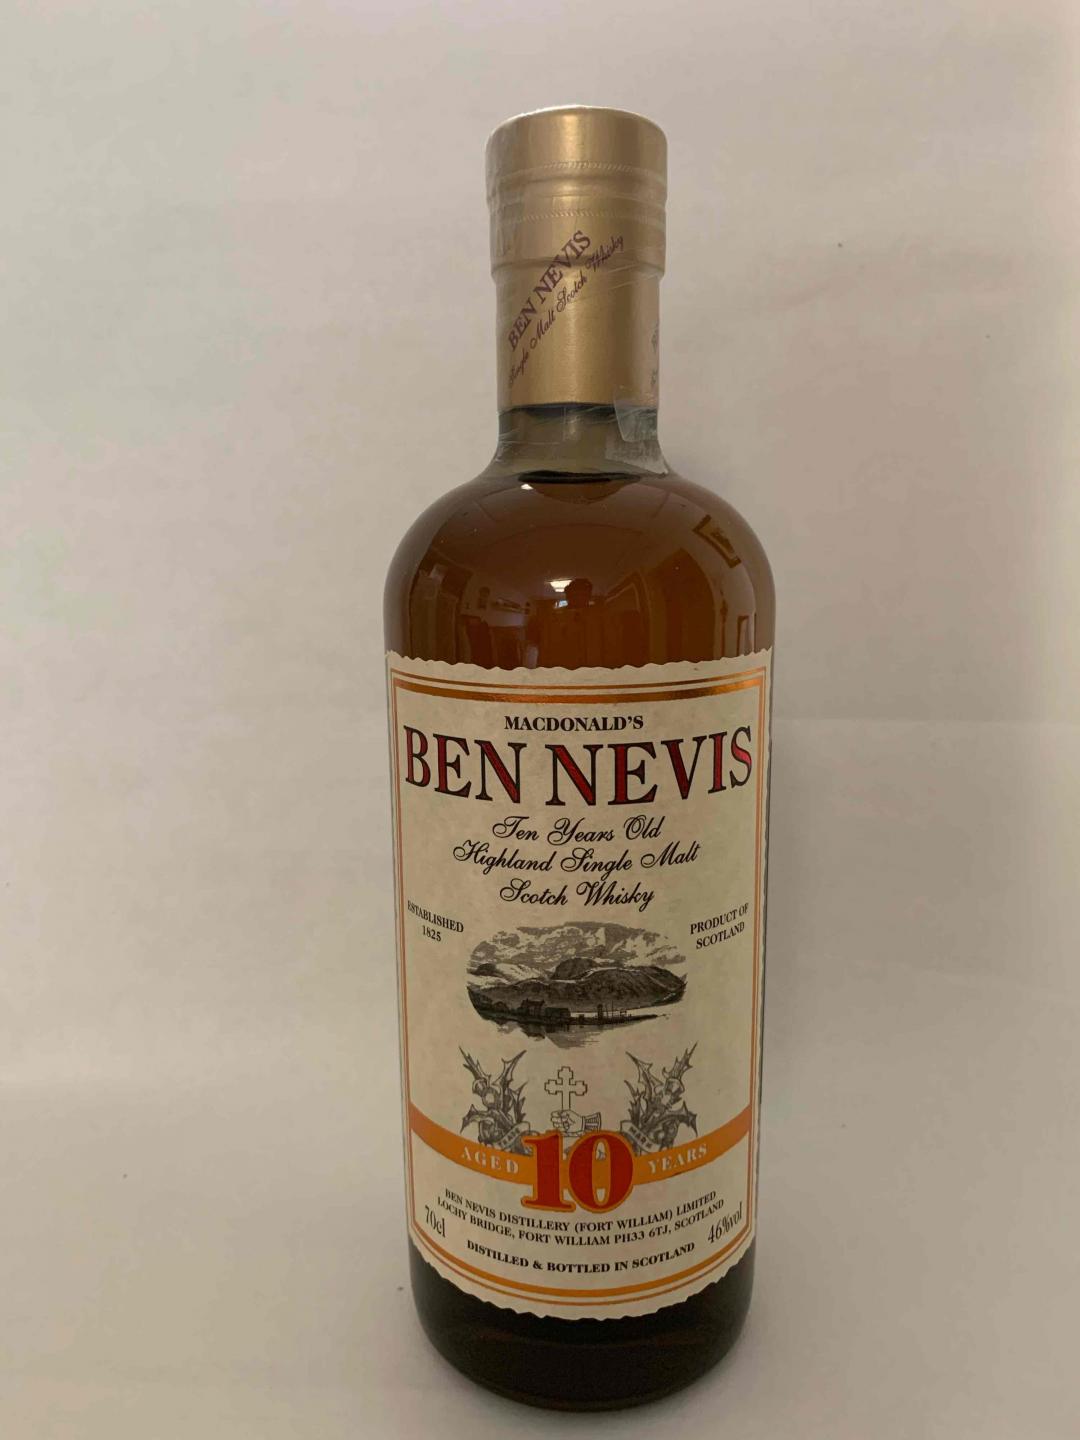 BEN NEVIS
Single Malt Scotch Whisky
MACDONALD'S
BEN NEVIS
Ten Years Old
Highland Single Malt
Scotch Whisky
ESTABLISHED
1825
PRODUCT OF
SCOTLAND
TRADE
MARK
AGED 10 YEARS
BEN NEVIS DISTILLERY (FORT WILLIAM) LIMITED
LOCHY BRIDGE, FORT WILLIAM PH33 6TJ, SCOTLAND
70cl
46%vol
DISTILLED & BOTTLED IN SCOTLAND